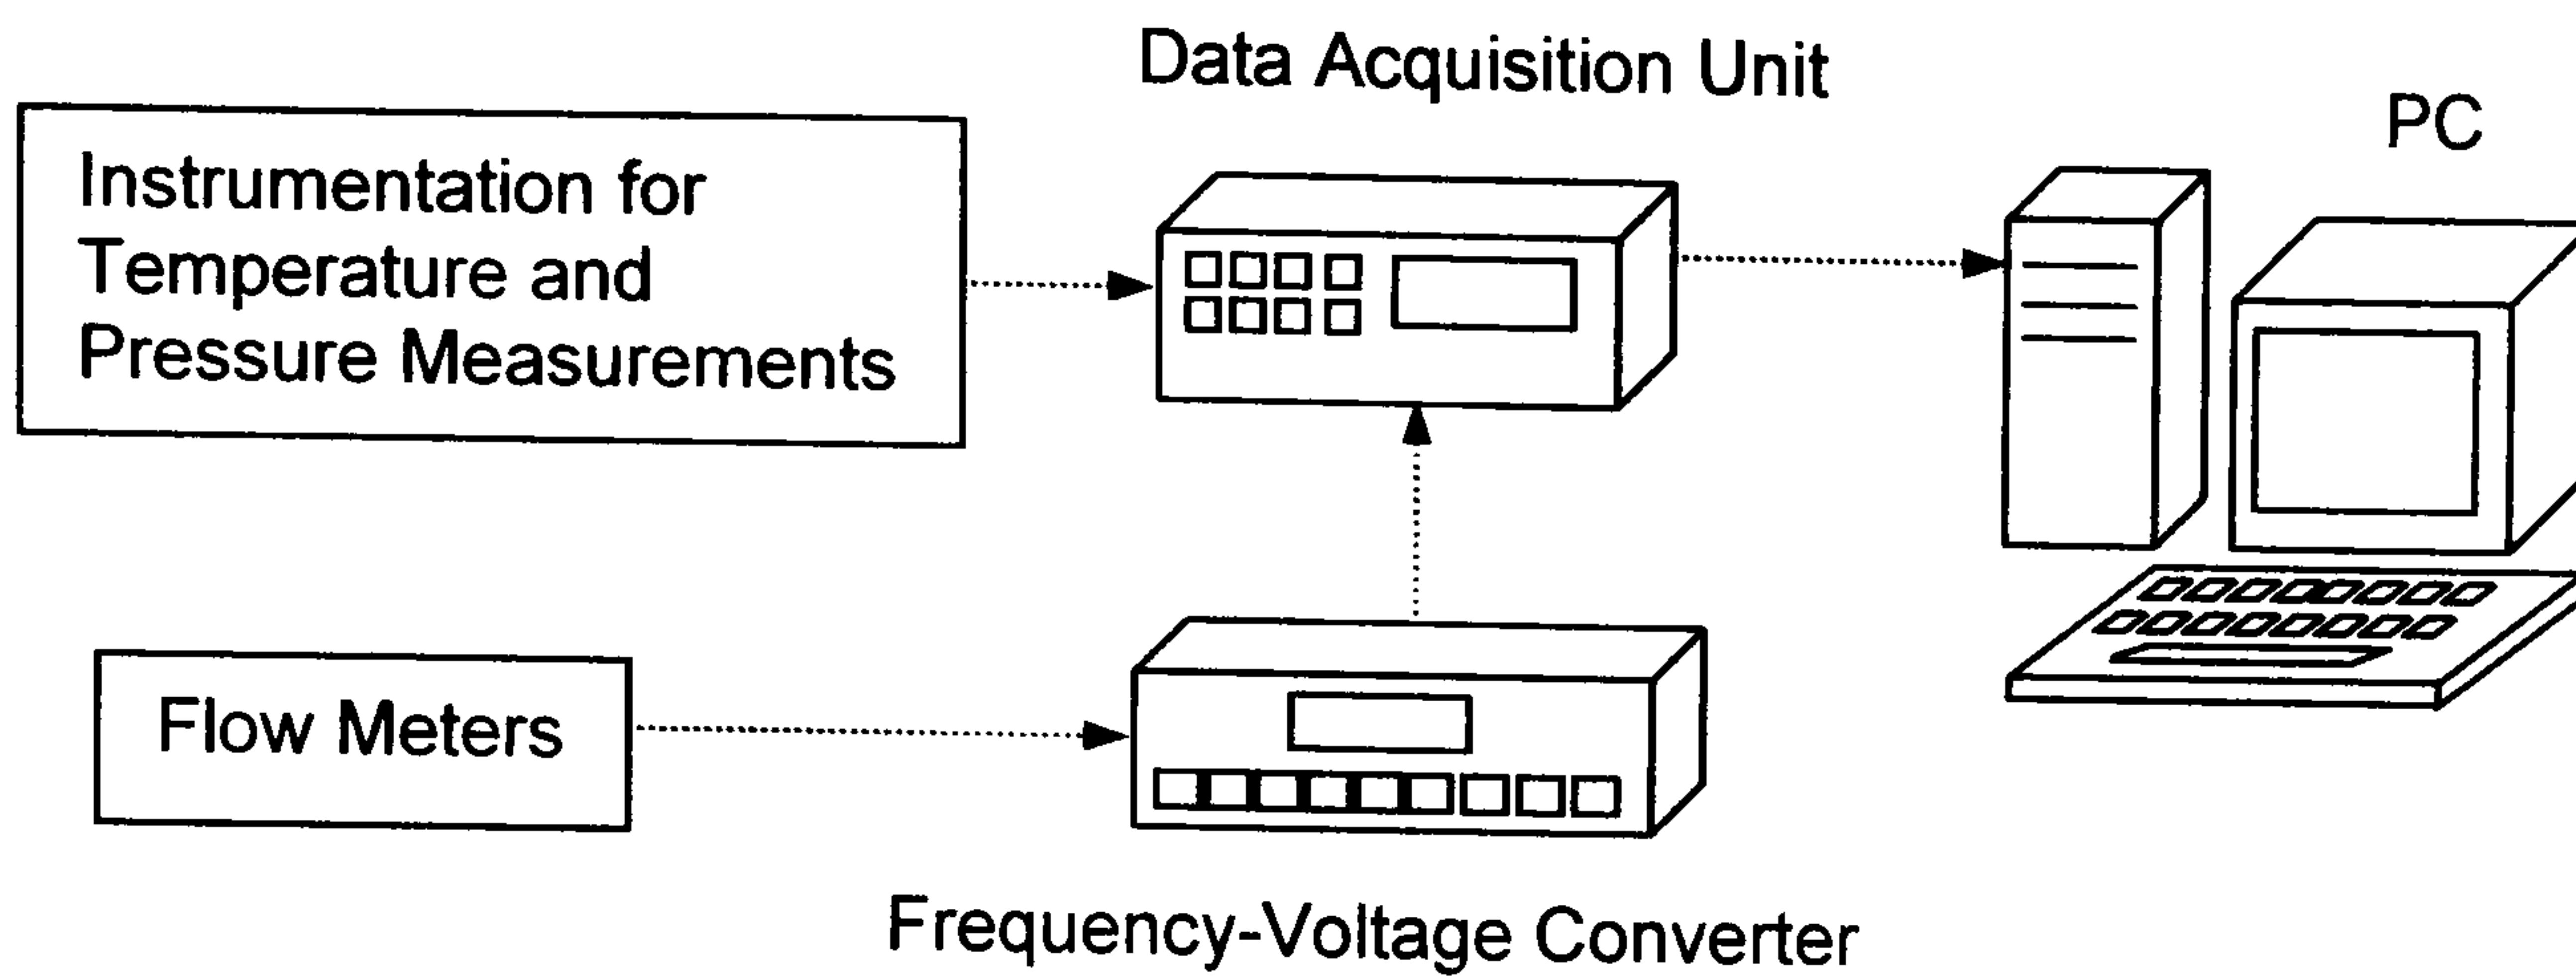 Data Acquisition Unit
PC
Instrumentation for
Temperature and
Pressure Measurements
Flow Meters
Frequency-Voltage Converter